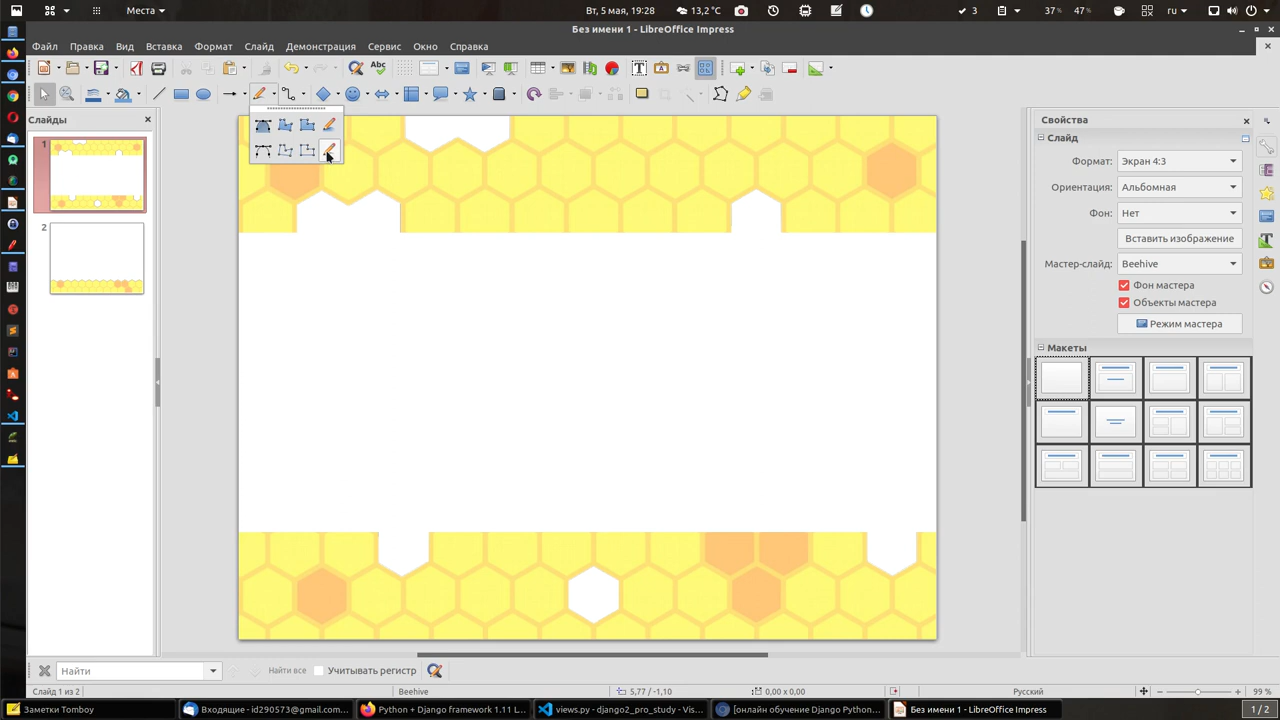 Места
Вт, 5 мая, 19:28
13,2 °C
3
37 %
47 %
ru
Без имени 1 - LibreOffice Impress
Файл Правка Вид Вставка Формат Слайд Демонстрация Сервис Окно Справка
Слайды
1
2
Свойства
Слайд
Формат: Экран 4:3
Ориентация: Альбомная
Фон: Нет
Вставить изображение
Мастер-слайд: Beehive
Фон мастера
Объекты мастера
Режим мастера
Макеты
Найти
Найти все
Учитывать регистр
Слайд 1 из 2
Beehive
5,77 / -1,10
0,00 x 0,00
Русский
99 %
Заметки Tomboy
Входящие - id290573@gmail.com...
Python + Django framework 1.11 L...
views.py - django2_pro_study - Vis...
[онлайн обучение Django Python...
Без имени 1 - LibreOffice Impress
1 / 2